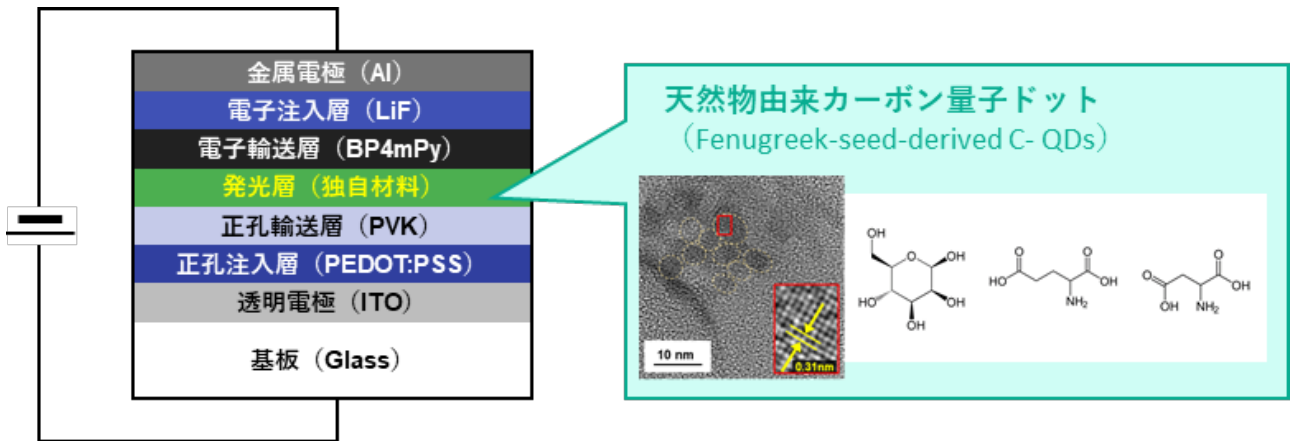 金属電極（Al）
電子注入層（LiF）
電子輸送層（BP4mPy）
発光層（独自材料）
正孔輸送層（PVK）
正孔注入層（PEDOT:PSS）
透明電極（ITO）
基板（Glass）
天然物由来カーボン量子ドット
（Fenugreek-seed-derived C- QDs）
10 nm
0.31nm
OH
HO
O
OH
HO
OH
OH
O
O
HO
OH
NH2
O
O
OH
OH
NH2